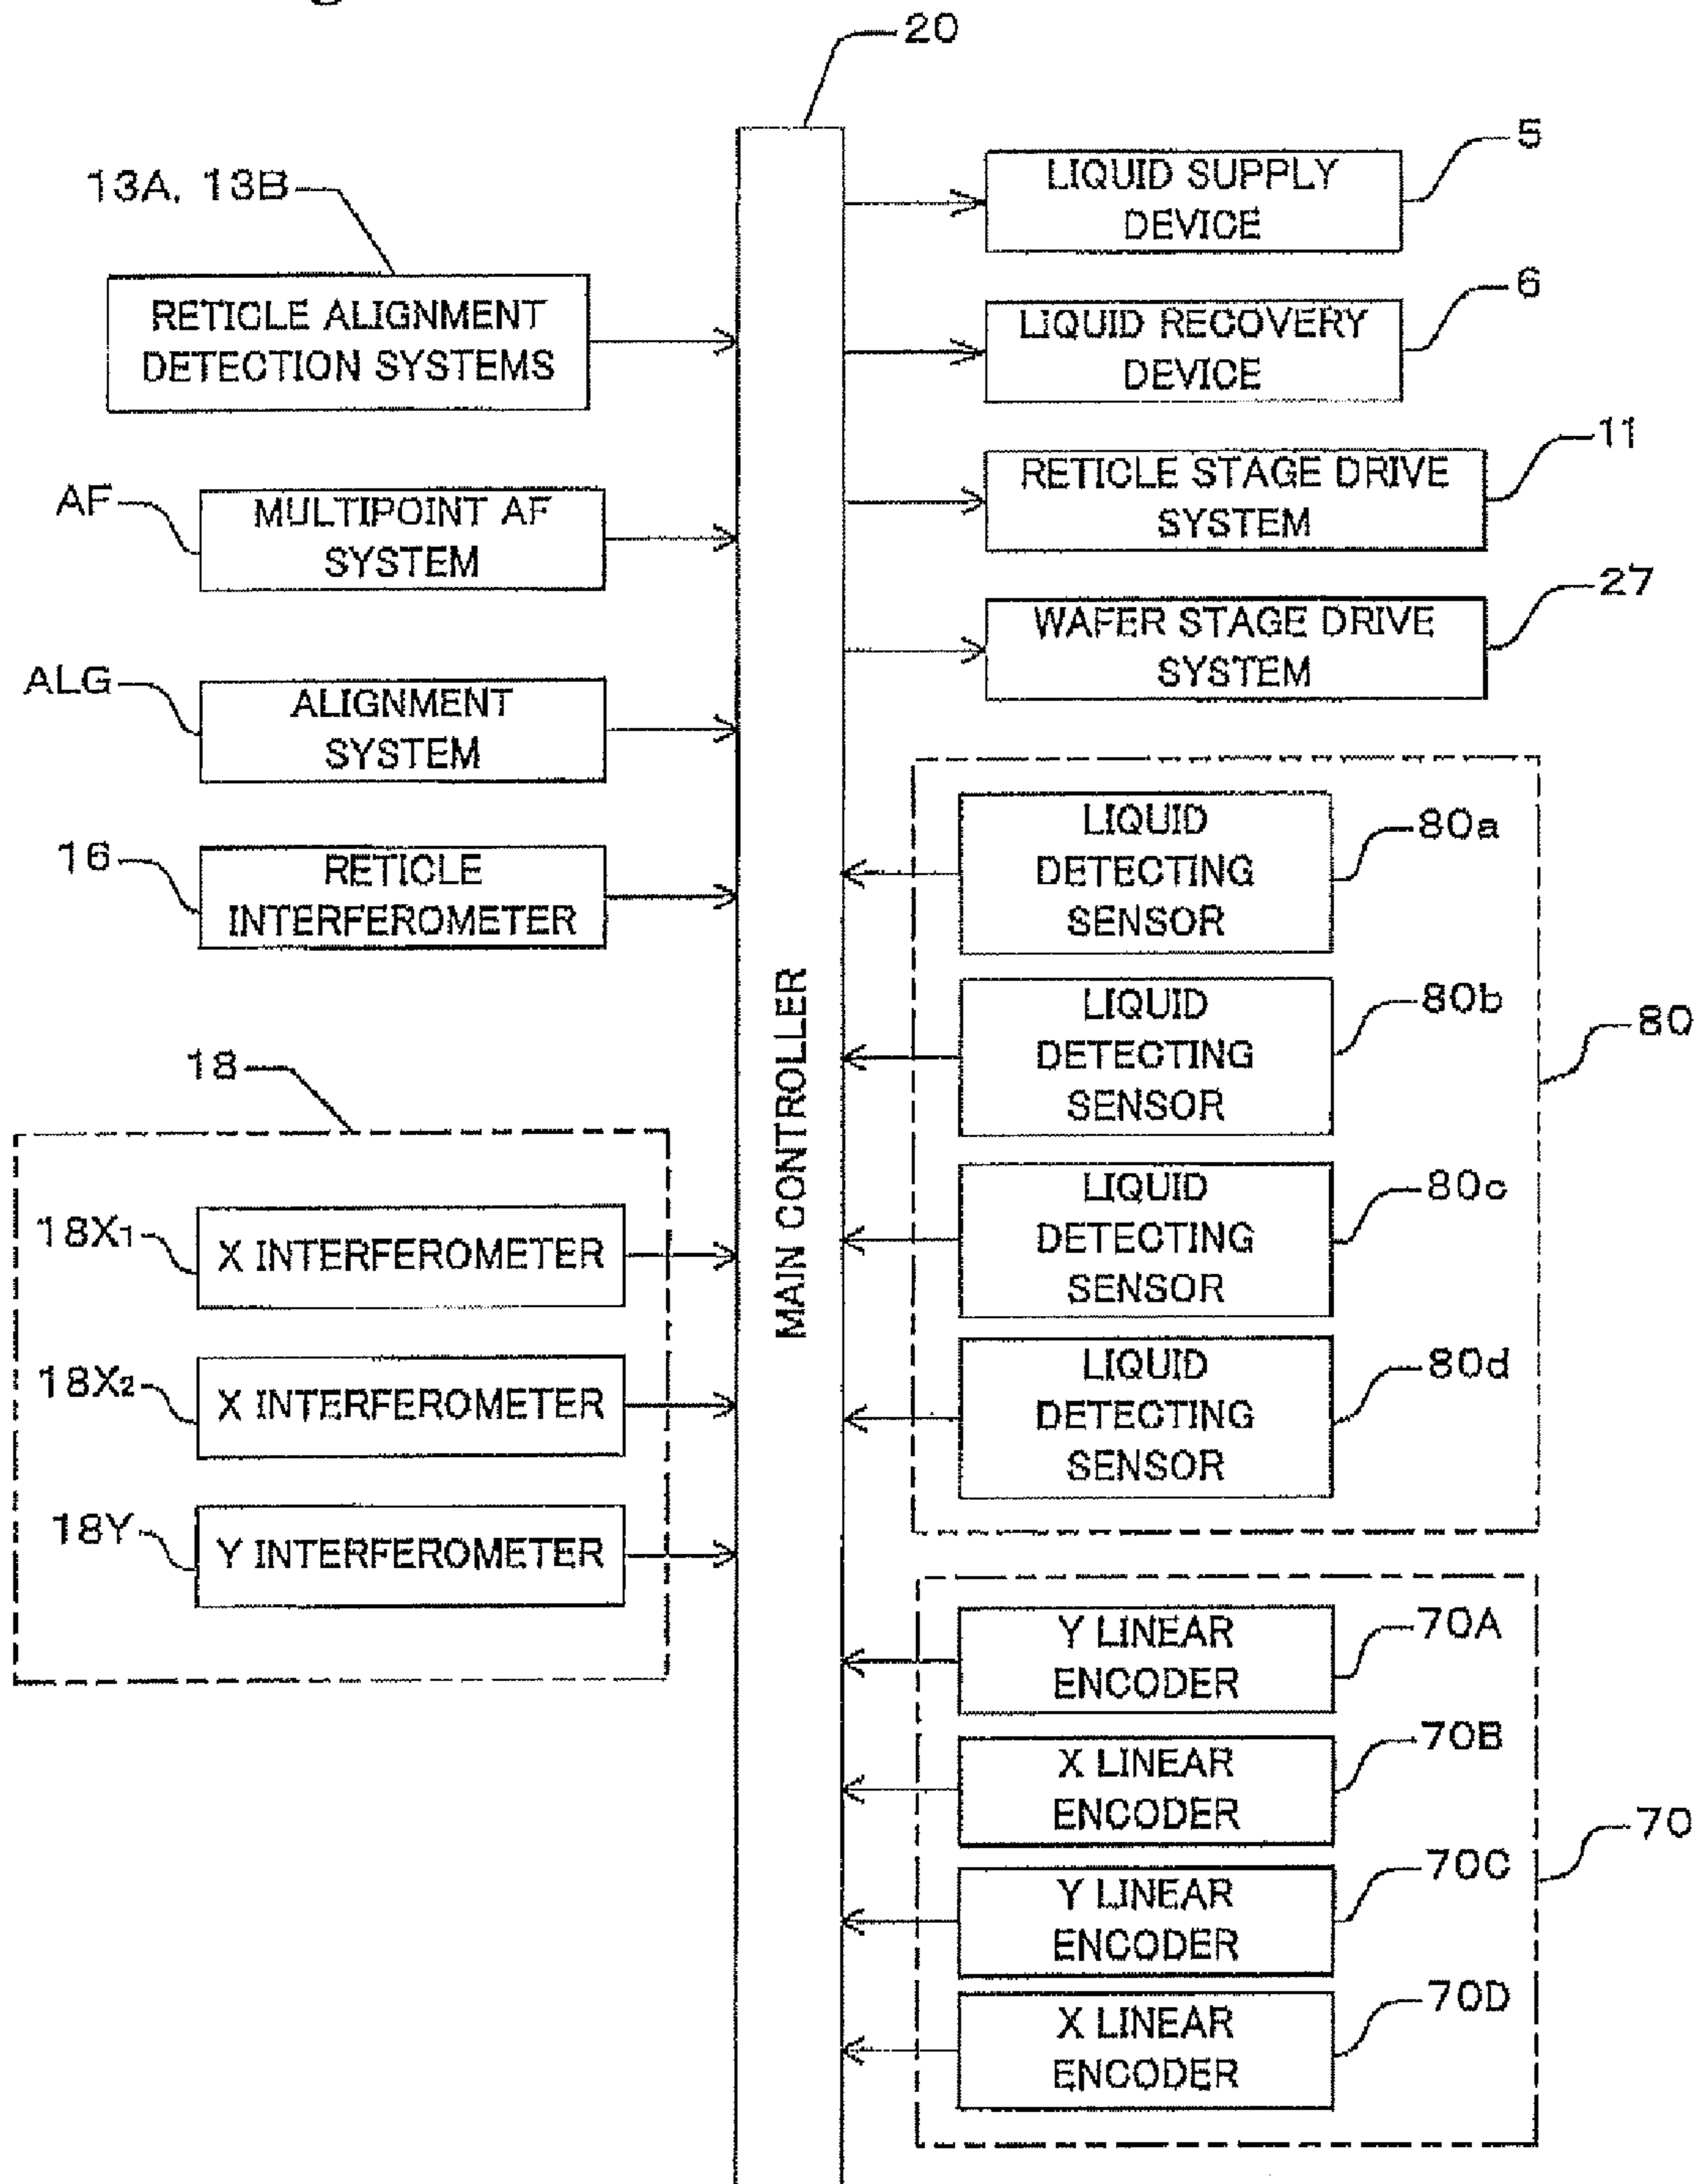 20
13A, 13B
RETICLE ALIGNMENT
DETECTION SYSTEMS
AF
MULTIPOINT AF
SYSTEM
ALG
ALIGNMENT
SYSTEM
16
RETICLE
INTERFEROMETER
18
18X1
X INTERFEROMETER
18X2
X INTERFEROMETER
18Y
Y INTERFEROMETER
MAIN CONTROLLER
LIQUID SUPPLY
DEVICE
5
LIQUID RECOVERY
DEVICE
6
RETICLE STAGE DRIVE
SYSTEM
11
WAFER STAGE DRIVE
SYSTEM
27
LIQUID
DETECTING
SENSOR
80a
LIQUID
DETECTING
SENSOR
80b
80
LIQUID
DETECTING
SENSOR
80c
LIQUID
DETECTING
SENSOR
80d
Y LINEAR
ENCODER
70A
X LINEAR
ENCODER
70B
70
Y LINEAR
ENCODER
70C
X LINEAR
ENCODER
70D